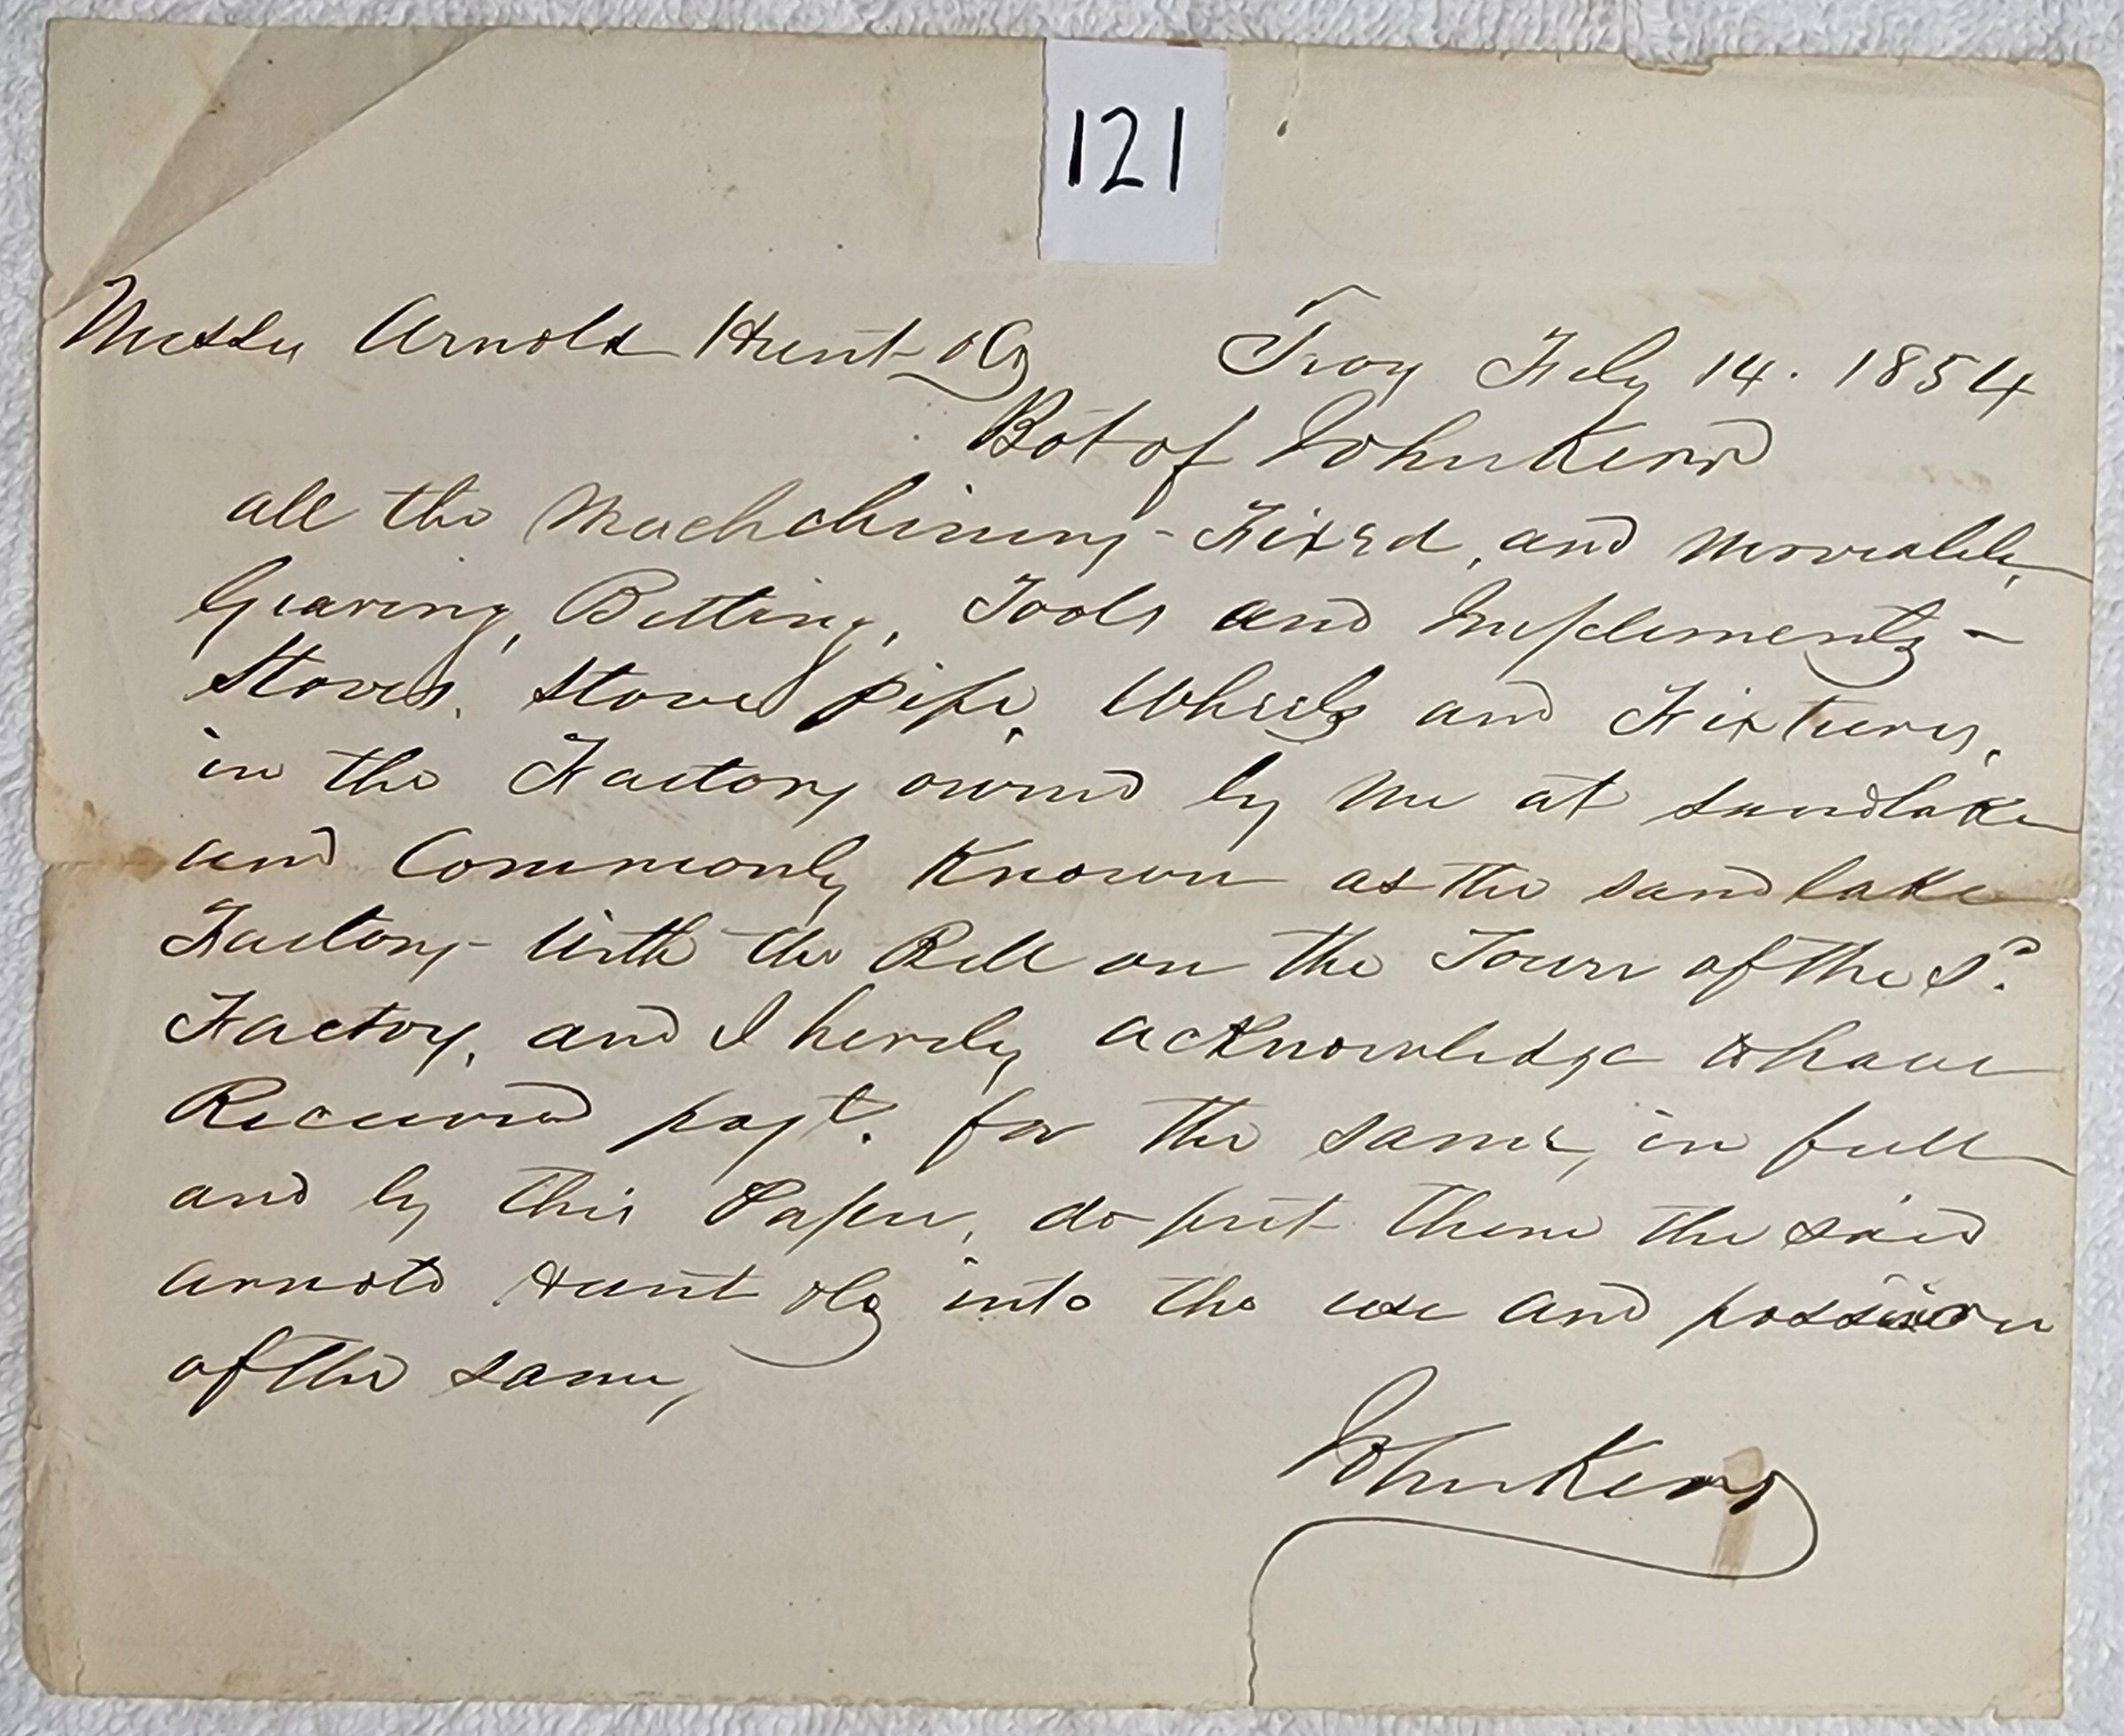 121
Messrs Arnold Hunt & Co Troy Feby 14. 1854
Bot of John Kerr
all the Machchinery - Fixed, and Moveable,
Gearing, Belting, Tools and Implements -
Stoves, Stove pipe, Wheels and Fixtures,
in the Factory owned by me at Sandlake
and Commonly Known as the Sandlake
Factory - With the Bell on the Tower of the Sd.
Factory, and I hereby acknowledge to have
Received payt. for the same, in full
and by this Paper, do put them the said
Arnold Hunt & Co into the use and
of the same,
John Kerr